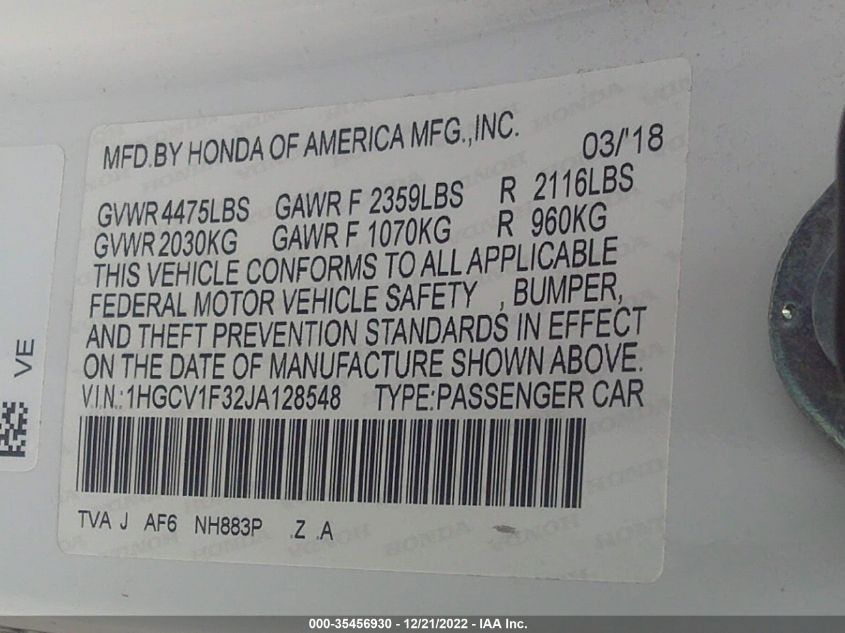 MFD.BY HONDA OF AMERICA MFG.,INC. 03/'18
GVWR 4475LBS GAWR F 2359LBS R 2116LBS
GVWR 2030KG GAWR F 1070KG R 960KG
THIS VEHICLE CONFORMS TO ALL APPLICABLE
FEDERAL MOTOR VEHICLE SAFETY , BUMPER,
AND THEFT PREVENTION STANDARDS IN EFFECT
ON THE DATE OF MANUFACTURE SHOWN ABOVE.
V.I.N.:1HGCV1F32JA128548 TYPE:PASSENGER CAR
TVA J AF6 NH883P .Z .A
VE
000-35456930 - 12/21/2022 - IAA Inc.